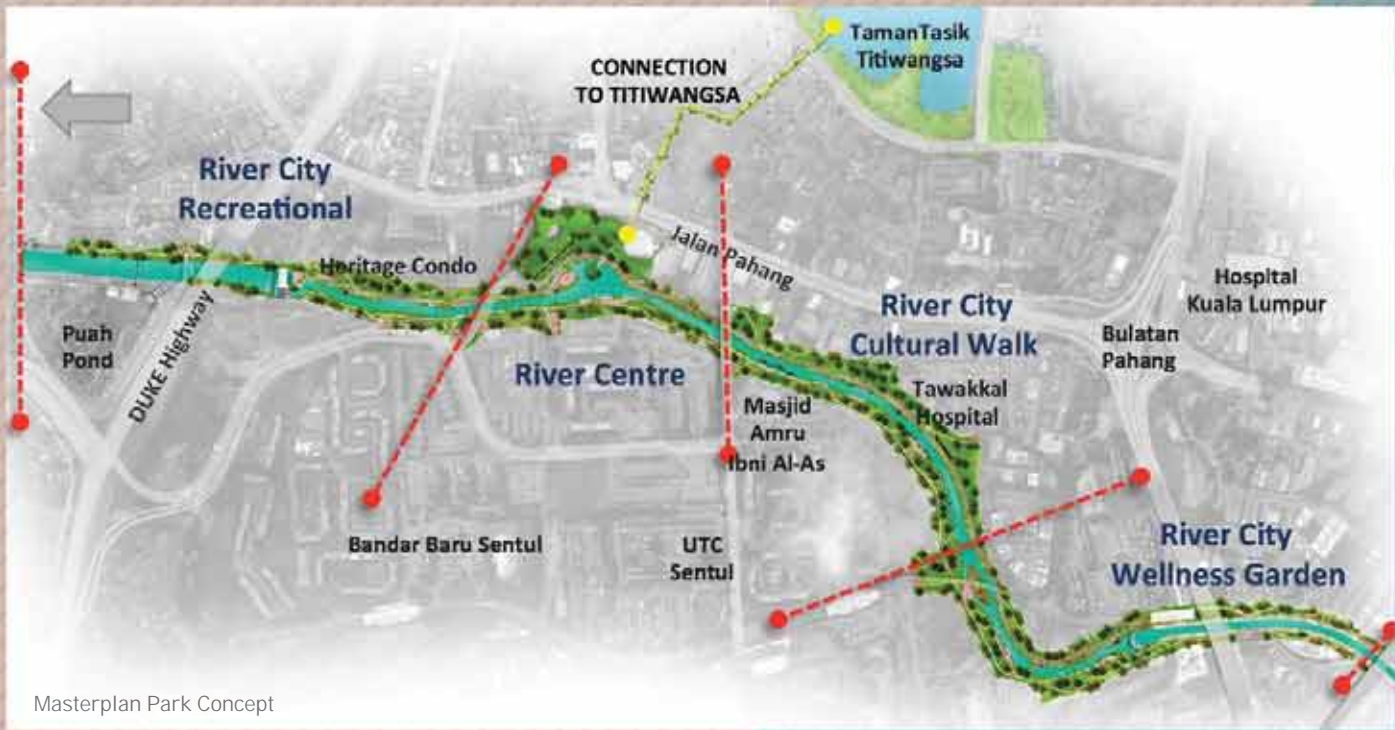 TamanTasik
Titiwangsa
CONNECTION
TO TITIWANGSA
River City
Recreational
Jalan Pahang
Heritage Condo
Hospital
Kuala Lumpur
River City
Cultural Walk
Bulatan
Pahang
Puah
Pond
DUKE Highway
River Centre
Tawakkal
Hospital
Masjid
Amru
Ibni Al-As
Bandar Baru Sentul
UTC
Sentul
River City
Wellness Garden
Masterplan Park Concept